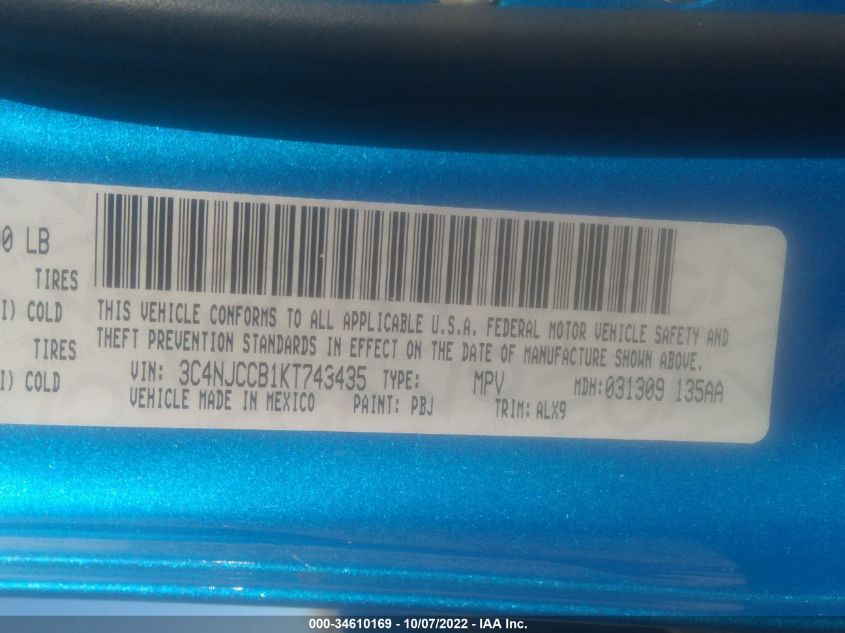 00 LB
TIRES
I) COLD
TIRES
I) COLD
THIS VEHICLE CONFORMS TO ALL APPLICABLE U.S.A. FEDERAL MOTOR VEHICLE SAFETY AND
THEFT PREVENTION STANDARDS IN EFFECT ON THE DATE OF MANUFACTURE SHOWN ABOVE.
VIN: 3C4NJCCB1KT743435 TYPE: MPV MDH:031309 135AA
VEHICLE MADE IN MEXICO PAINT: PBJ TRIM: ALX9
000-34610169 - 10/07/2022 - IAA Inc.